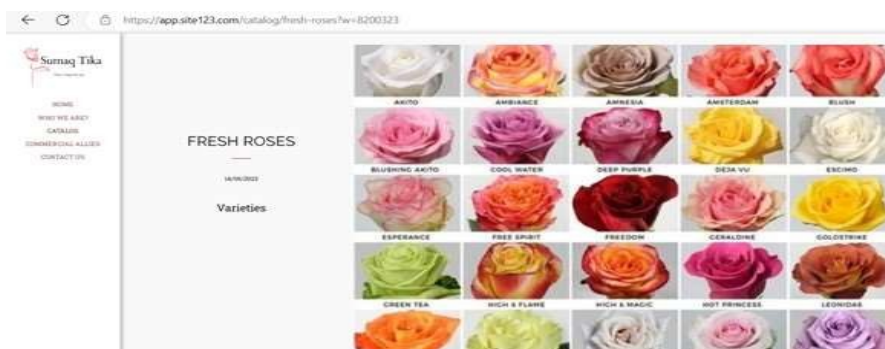 https://app.site123.com/catalog/fresh-roses?w=8200323
Sumaq Tika
HOME
WHO WE ARE?
CATALOG
COMMERCIAL ALLIES
CONTACT US
FRESH ROSES
Varieties
AKITO AMBIANCE AMNESIA AMSTERDAM BLUSH
BLUSHING AKITO COOL WATER DEEP PURPLE DEJA VU ESCIMO
ESPERANCE FREE SPIRIT FREEDOM GERALDINE GOLDSTRIKE
GREEN TEA HIGH & FLAME HIGH & MAGIC HOT PRINCESS LEONIDAS